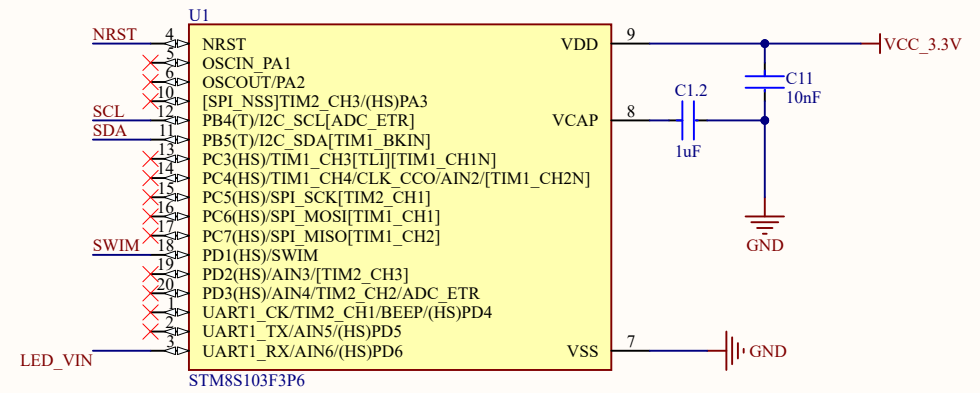 U1
NRST 4 NRST VDD 9 VCC_3.3V
5 OSCIN_PA1
6 OSCOUT/PA2 C11
10 [SPI_NSS]TIM2_CH3/(HS)PA3 C1.2 10nF
SCL 12 PB4(T)/I2C_SCL[ADC_ETR] VCAP 8
SDA 11 PB5(T)/I2C_SDA[TIM1_BKIN] 1uF
13 PC3(HS)/TIM1_CH3[TLI][TIM1_CH1N]
14 PC4(HS)/TIM1_CH4/CLK_CCO/AIN2/[TIM1_CH2N]
15 PC5(HS)/SPI_SCK[TIM2_CH1]
16 PC6(HS)/SPI_MOSI[TIM1_CH1]
17 PC7(HS)/SPI_MISO[TIM1_CH2]
SWIM 18 PD1(HS)/SWIM GND
19 PD2(HS)/AIN3/[TIM2_CH3]
20 PD3(HS)/AIN4/TIM2_CH2/ADC_ETR
1 UART1_CK/TIM2_CH1/BEEP/(HS)PD4
2 UART1_TX/AIN5/(HS)PD5
LED_VIN 3 UART1_RX/AIN6/(HS)PD6 VSS 7 GND
STM8S103F3P6